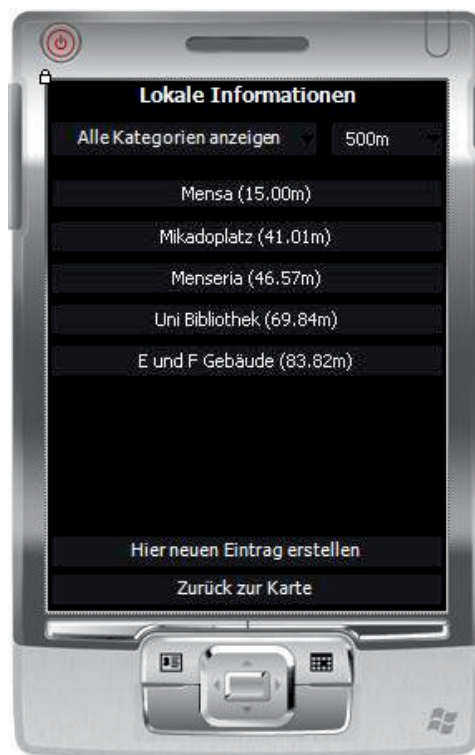 Lokale Informationen
Alle Kategorien anzeigen 500m
Mensa (15.00m)
Mikadoplatz (41.01m)
Menseria (46.57m)
Uni Bibliothek (69.84m)
E und F Gebäude (83.82m)
Hier neuen Eintrag erstellen
Zurück zur Karte